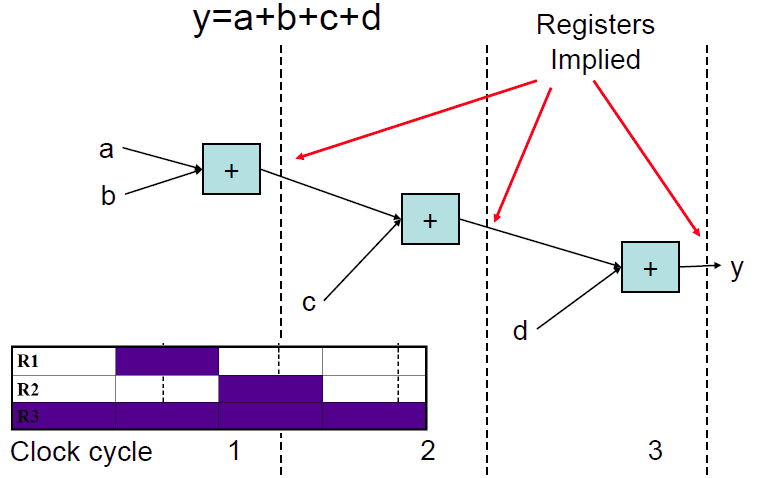 y=a+b+c+d
Registers
Implied
a
b
+
+
c
+
y
d
R1
R2
R3
Clock cycle 1 2 3